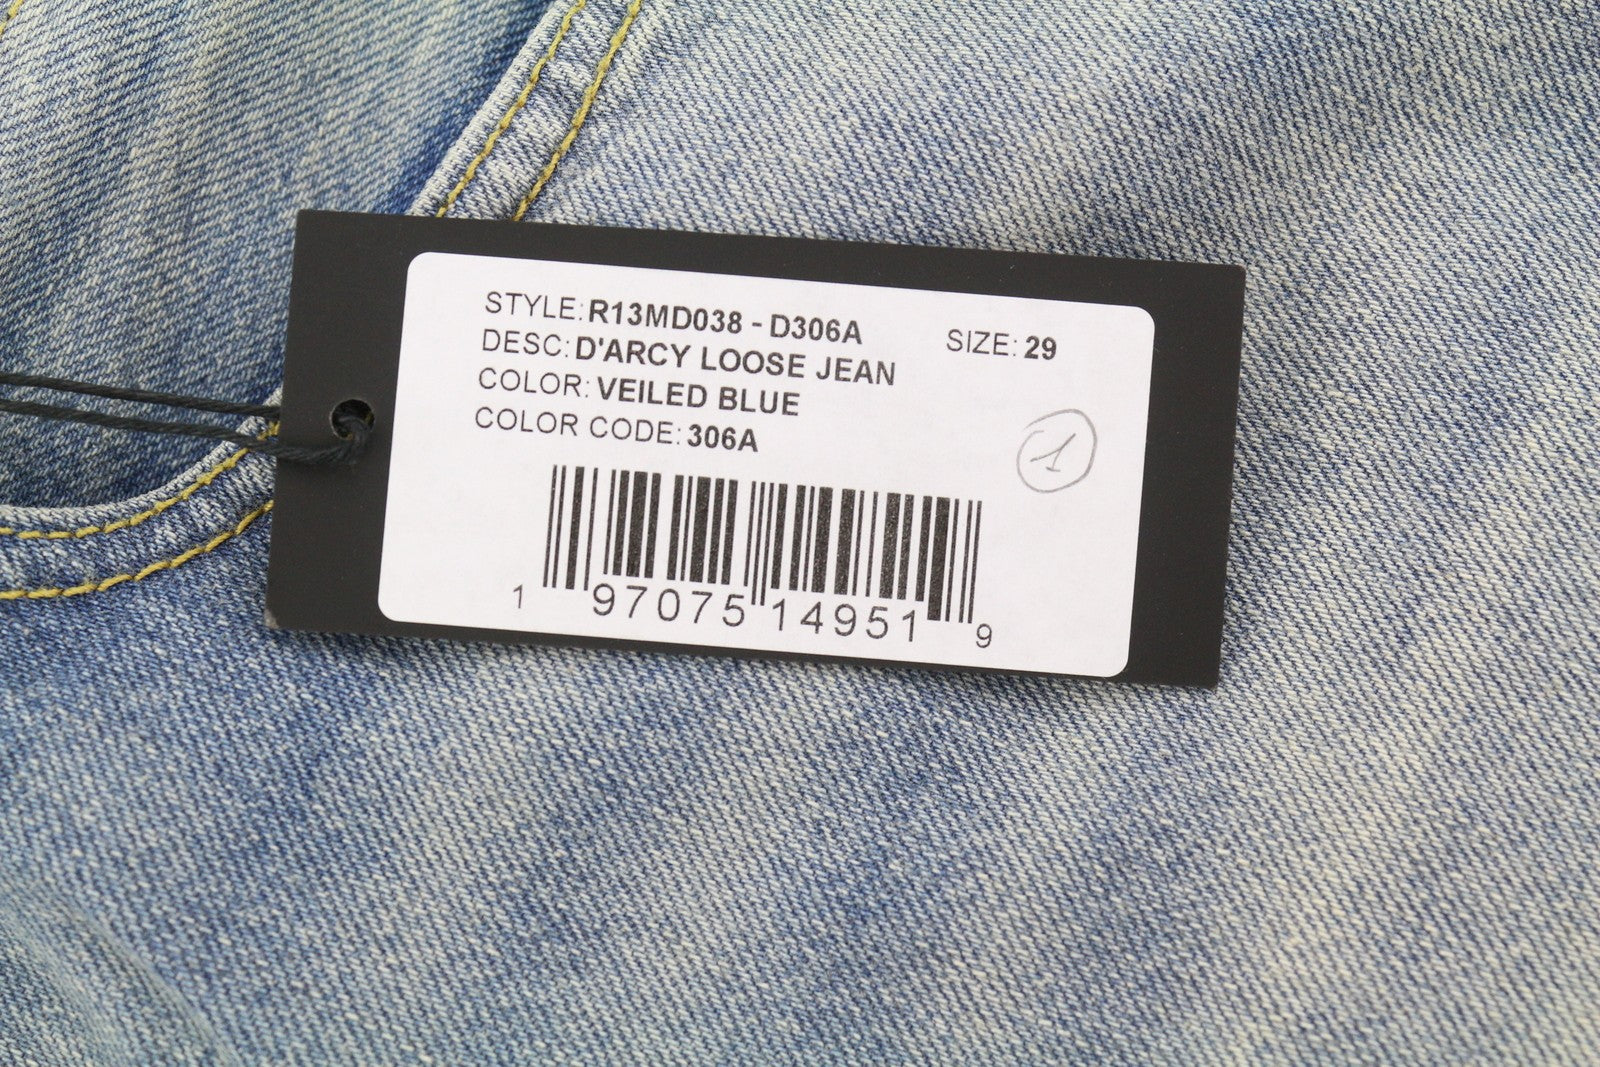 STYLE: R13MD038 - D306A SIZE: 29
DESC: D'ARCY LOOSE JEAN
COLOR: VEILED BLUE
COLOR CODE: 306A
1
1 97075 14951 9